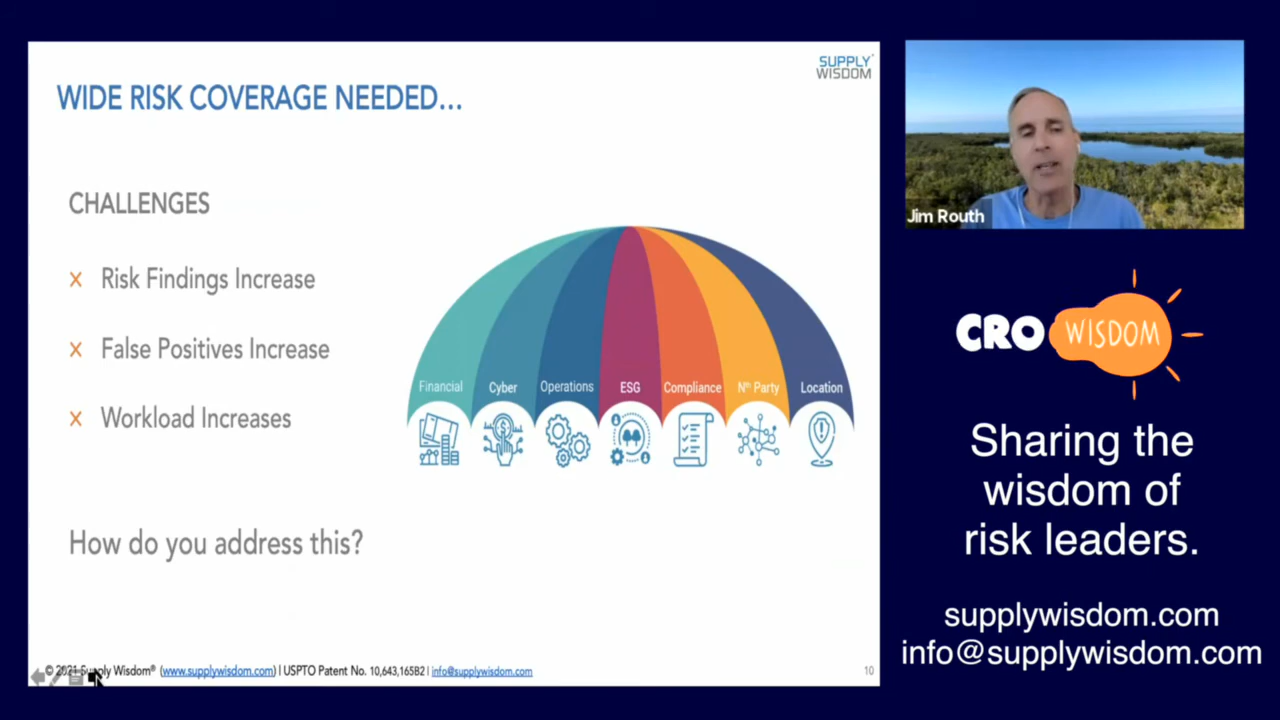 SUPPLY
WISDOM
WIDE RISK COVERAGE NEEDED...
CHALLENGES
× Risk Findings Increase
× False Positives Increase
× Workload Increases
Financial Cyber Operations ESG Compliance Nth Party Location
How do you address this?
© 2021 Supply Wisdom® (www.supplywisdom.com) | USPTO Patent No. 10,643,16582 | info@supplywisdom.com
10
Jim Routh
CRO WISDOM
Sharing the
wisdom of
risk leaders.
supplywisdom.com
info@supplywisdom.com